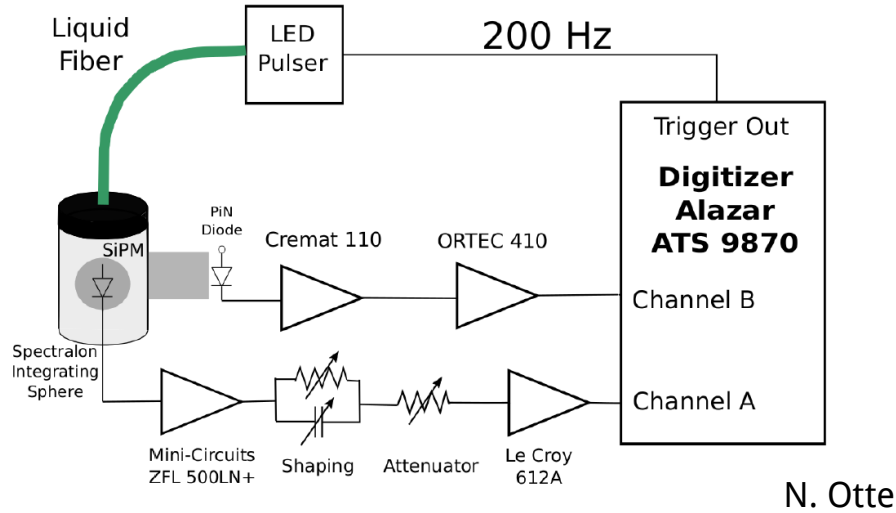 Liquid
Fiber
LED
Pulser
200 Hz
Trigger Out
Digitizer
Alazar
ATS 9870
SiPM
PiN
Diode
Cremat 110
ORTEC 410
Channel B
Spectralon
Integrating
Sphere
Channel A
Mini-Circuits
ZFL 500LN+
Shaping
Attenuator
Le Croy
612A
N. Otte